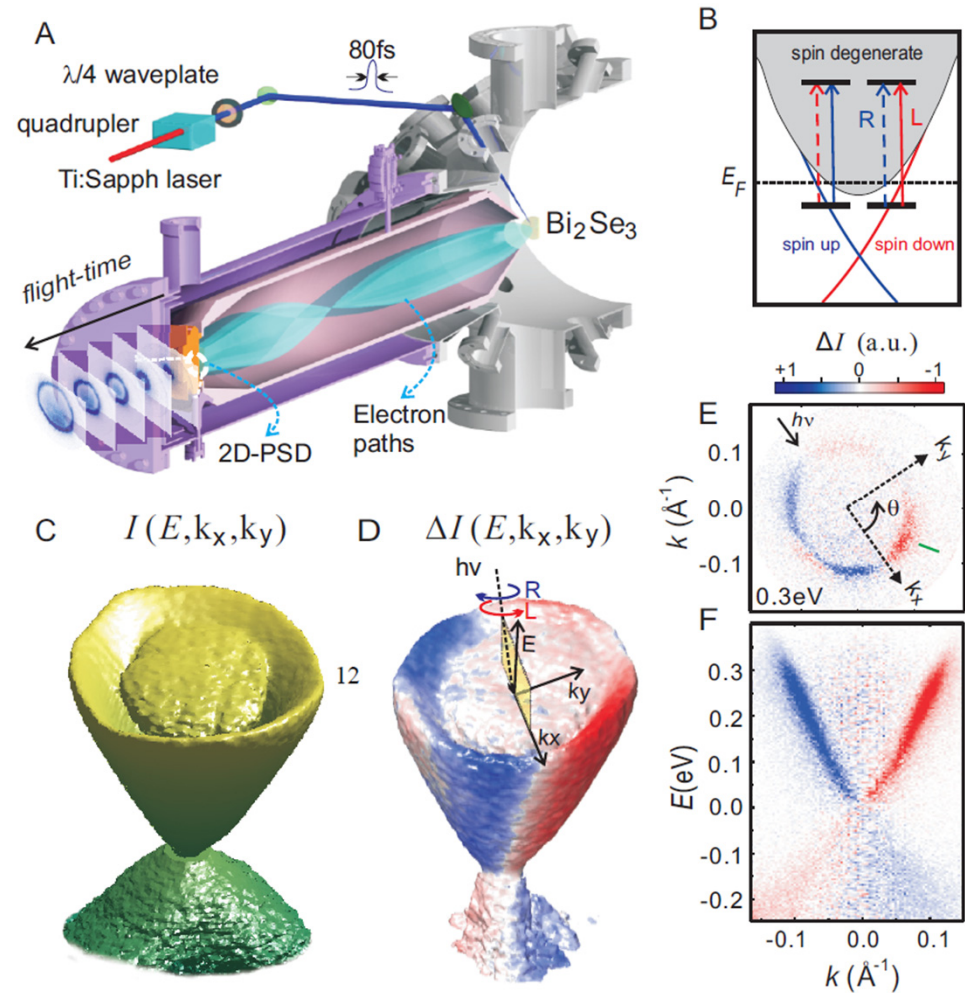 A
80fs
λ/4 waveplate
quadrupler
Ti:Sapph laser
Bi2Se3
flight-time
Electron
paths
2D-PSD
B
spin degenerate
R
L
EF
spin up
spin down
ΔI (a.u.)
+1 0 -1
C
I (E,kx,ky)
12
D
ΔI (E,kx,ky)
hν
R
L
E
ky
kx
E
hν
ky
θ
kx
k (Å-1)
0.1
0.0
-0.1
0.3eV
F
E(eV)
0.3
0.2
0.1
0.0
-0.1
-0.2
-0.1 0.0 0.1
k (Å-1)